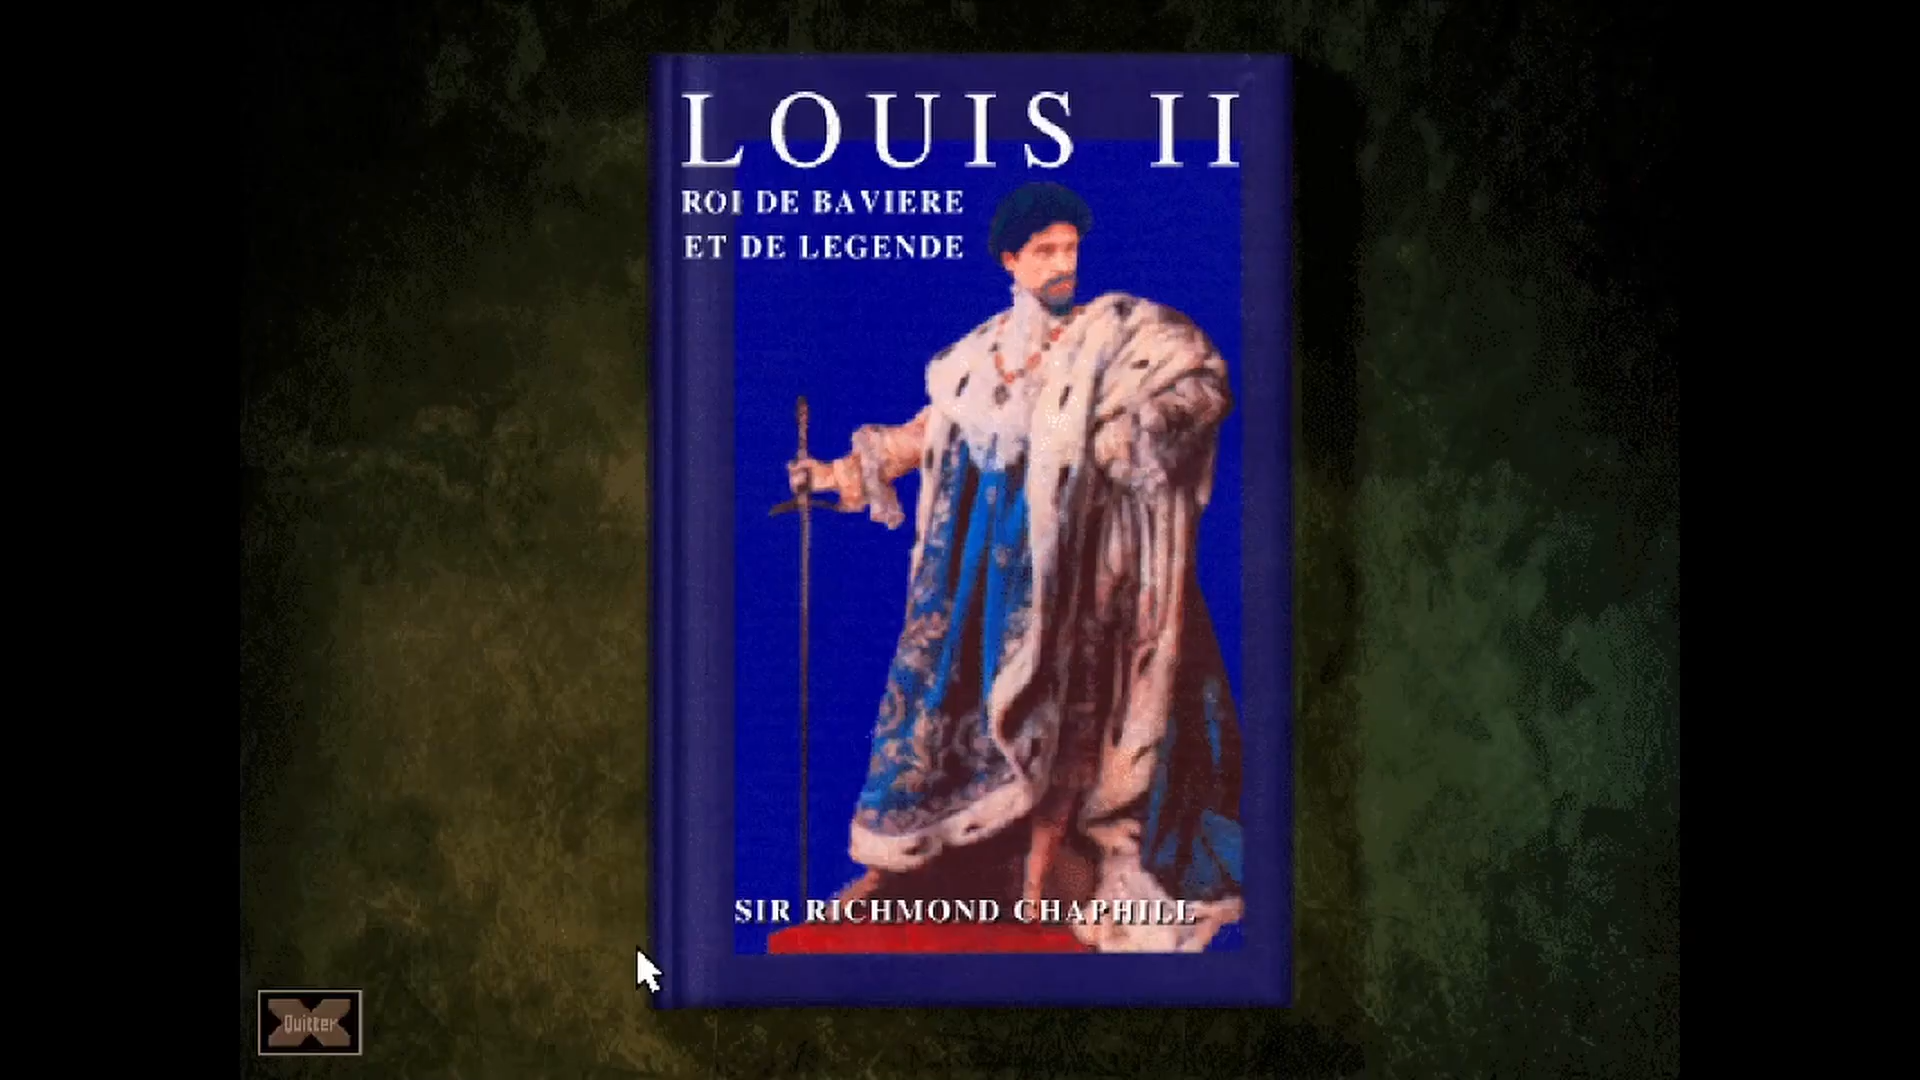 LOUIS II
ROI DE BAVIERE
ET DE LEGENDE
SIR RICHMOND CHAPHILL
Quitter